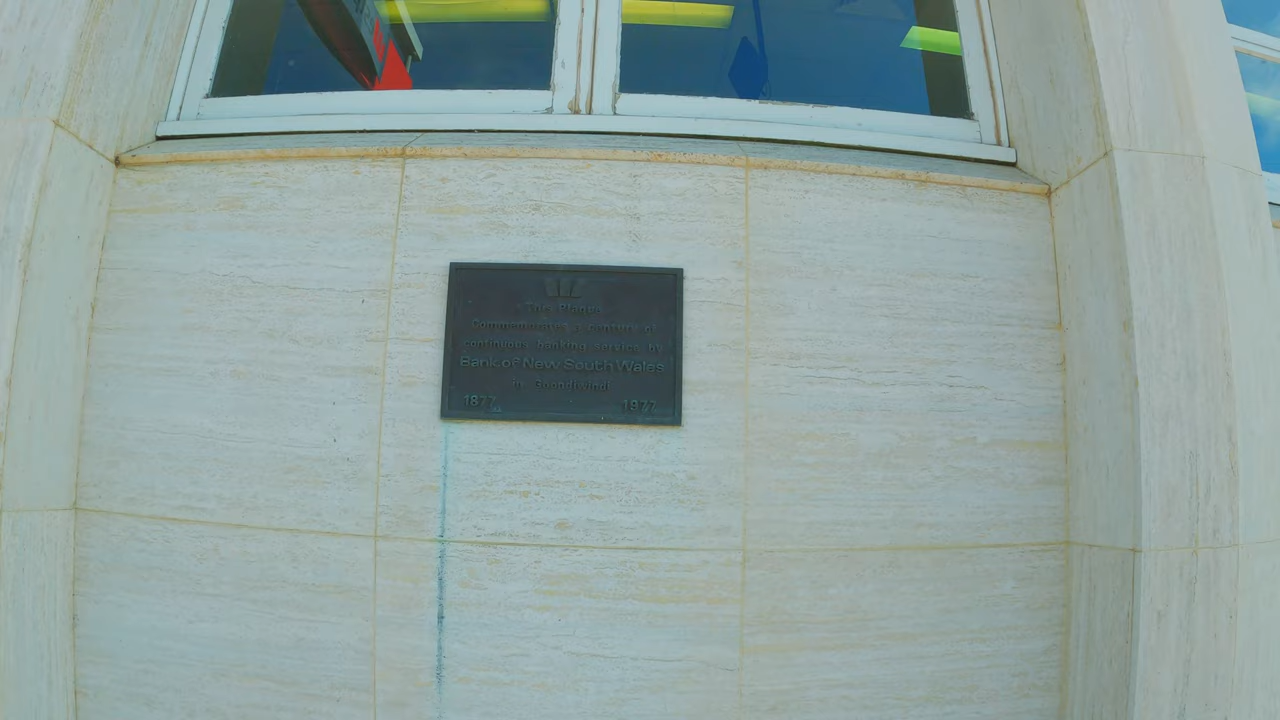 This Plaque
Commemorates a century of
continuous banking service by
Bank of New South Wales
in Goondiwindi
1877 1977